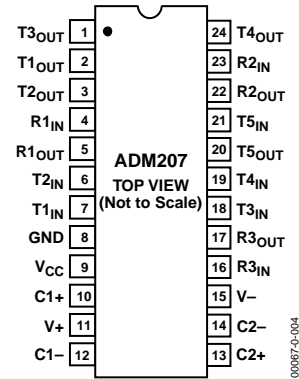 T3OUT 1 24 T4OUT
T1OUT 2 23 R2IN
T2OUT 3 22 R2OUT
R1IN 4 21 T5IN
R1OUT 5 20 T5OUT
ADM207
T2IN 6 19 T4IN
TOP VIEW
(Not to Scale)
T1IN 7 18 T3IN
GND 8 17 R3OUT
VCC 9 16 R3IN
C1+ 10 15 V–
V+ 11 14 C2–
C1– 12 13 C2+
00067-0-004